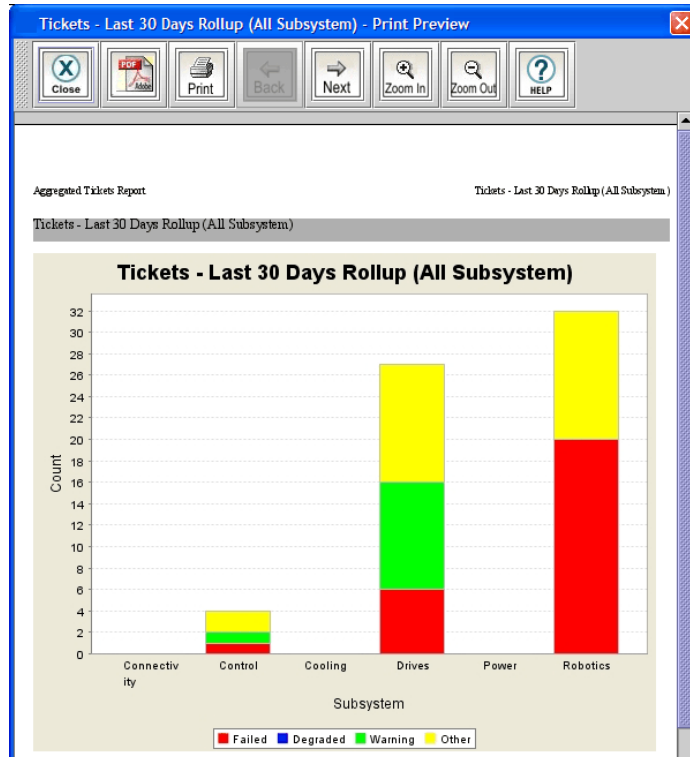 Tickets - Last 30 Days Rollup (All Subsystem) - Print Preview
X
Close
PDF
Adobe
Print
Back
Next
Zoom In
Zoom Out
?
HELP
Aggregated Tickets Report
Tickets - Last 30 Days Rollup (All Subsystem )
Tickets - Last 30 Days Rollup (All Subsystem)
Tickets - Last 30 Days Rollup (All Subsystem)
32
30
28
26
24
22
20
18
16
14
12
10
8
6
4
2
0
Count
Connectiv
ity
Control
Cooling
Drives
Power
Robotics
Subsystem
Failed
Degraded
Warning
Other